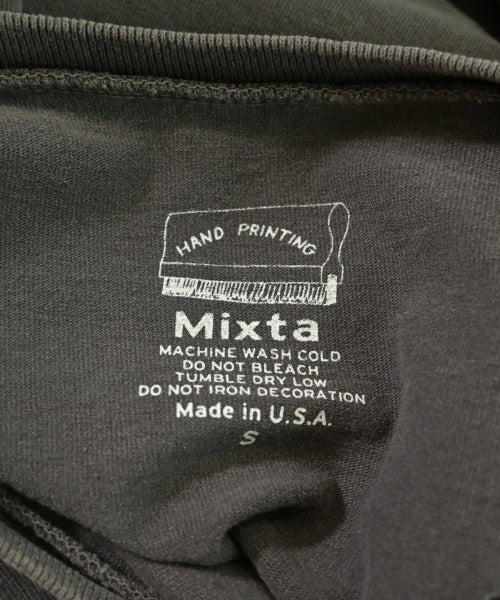 HAND PRINTING
Mixta
MACHINE WASH COLD
DO NOT BLEACH
TUMBLE DRY LOW
DO NOT IRON DECORATION
Made in U.S.A.
S